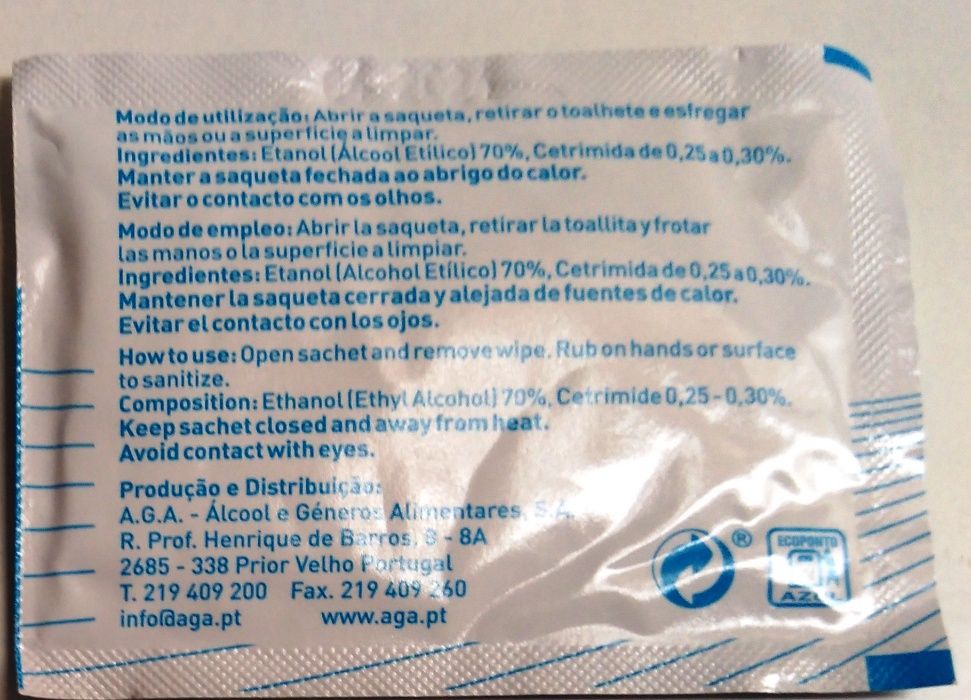 Modo de utilização: Abrir a saqueta, retirar o toalhete e esfregar
as mãos ou a superfície a limpar.
Ingredientes: Etanol (Álcool Etílico) 70%, Cetrimida de 0,25 a 0,30%.
Manter a saqueta fechada ao abrigo do calor.
Evitar o contacto com os olhos.
Modo de empleo: Abrir la saqueta, retirar la toallita y frotar
las manos o la superficie a limpiar.
Ingredientes: Etanol (Alcohol Etílico) 70%, Cetrimida de 0,25 a 0,30%.
Mantener la saqueta cerrada y alejada de fuentes de calor.
Evitar el contacto con los ojos.
How to use: Open sachet and remove wipe. Rub on hands or surface
to sanitize.
Composition: Ethanol (Ethyl Alcohol) 70%, Cetrimide 0,25 - 0,30%.
Keep sachet closed and away from heat.
Avoid contact with eyes.
Produção e Distribuição:
A.G.A. - Álcool e Géneros Alimentares, S.A.
R. Prof. Henrique de Barros, 8 - 8A
2685 - 338 Prior Velho Portugal
T. 219 409 200 Fax. 219 409 260
info@aga.pt www.aga.pt
®
ECOPONTO
AZUL